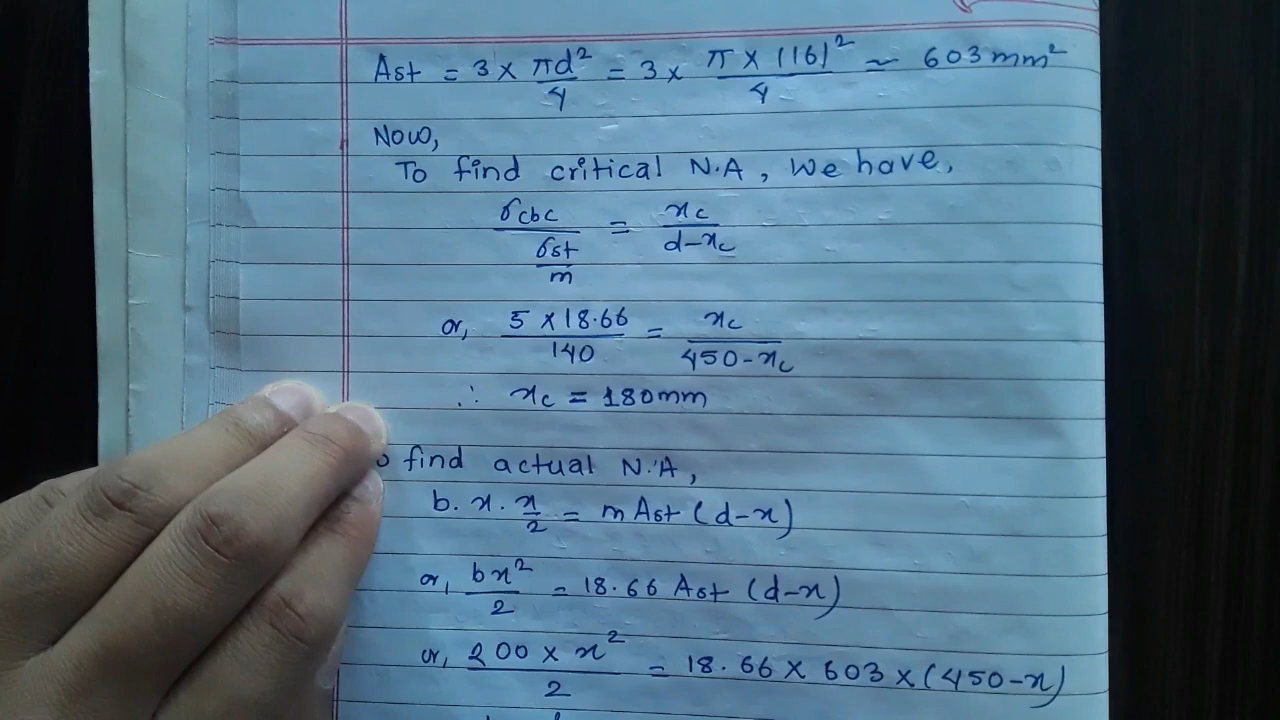 Ast = 3 × πd²/4 = 3 × π × (16)²/4 ~ 603 mm²
Now,
To find critical N.A, We have,
σcbc/(σst/m) = xc/(d-xc)
or, 5 × 18.66/140 = xc/(450-xc)
∴ xc = 180mm
o find actual N.A,
b. x. x/2 = m Ast (d-x)
or, bx²/2 = 18.66 Ast (d-x)
or, 200 × x²/2 = 18.66 × 603 × (450-x)